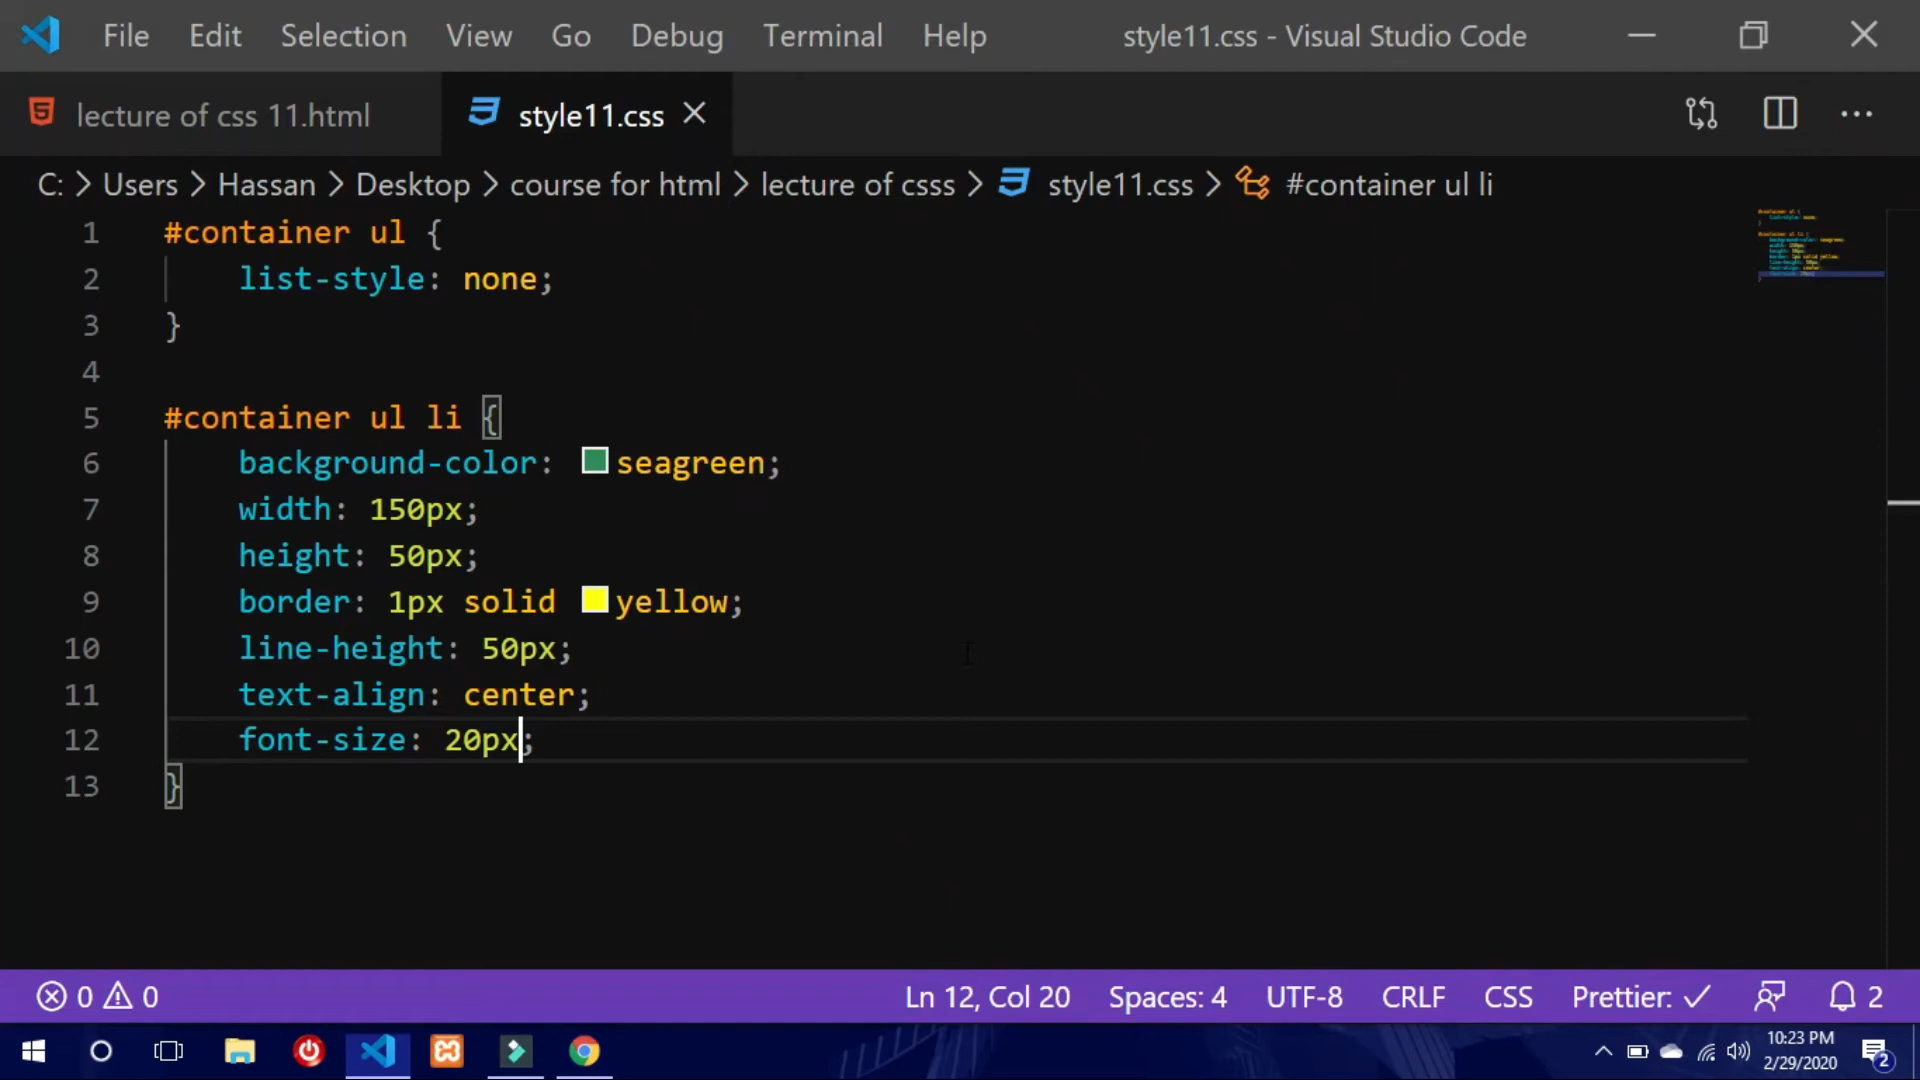 File Edit Selection View Go Debug Terminal Help style11.css - Visual Studio Code
lecture of css 11.html style11.css
C: > Users > Hassan > Desktop > course for html > lecture of csss > style11.css > #container ul li
1 #container ul {
2 list-style: none;
3 }
4
5 #container ul li {
6 background-color: seagreen;
7 width: 150px;
8 height: 50px;
9 border: 1px solid yellow;
10 line-height: 50px;
11 text-align: center;
12 font-size: 20px;
13 }
0 0 Ln 12, Col 20 Spaces: 4 UTF-8 CRLF CSS Prettier: ✓ 2
10:23 PM
2/29/2020
2